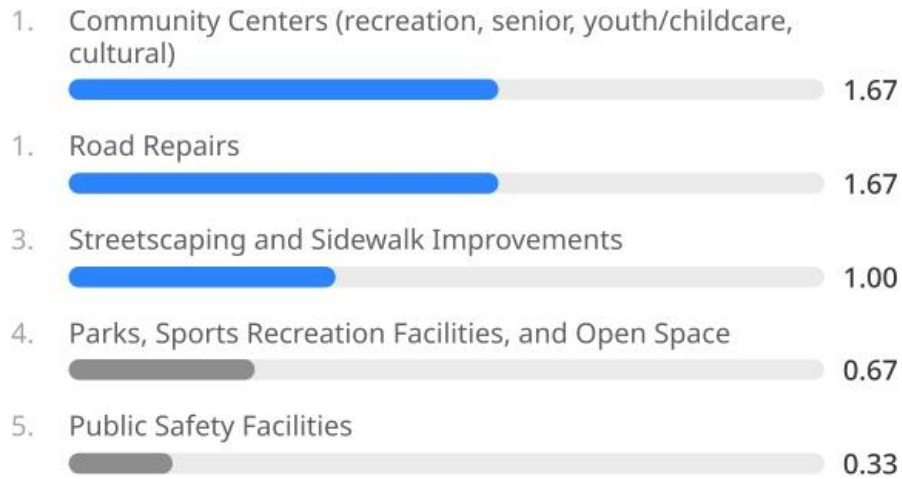 1. Community Centers (recreation, senior, youth/childcare,
cultural)
1.67
1. Road Repairs
1.67
3. Streetscaping and Sidewalk Improvements
1.00
4. Parks, Sports Recreation Facilities, and Open Space
0.67
5. Public Safety Facilities
0.33